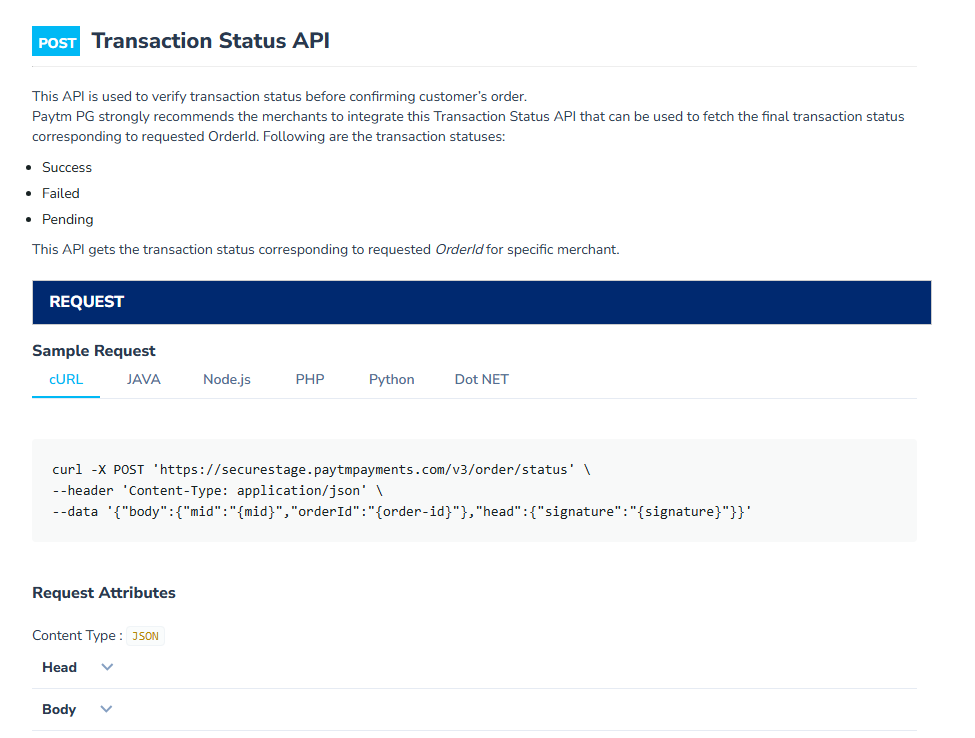 POST Transaction Status API
This API is used to verify transaction status before confirming customer’s order.
Paytm PG strongly recommends the merchants to integrate this Transaction Status API that can be used to fetch the final transaction status
corresponding to requested OrderId. Following are the transaction statuses:
Success
Failed
Pending
This API gets the transaction status corresponding to requested OrderId for specific merchant.
REQUEST
Sample Request
cURL JAVA Node.js PHP Python Dot NET
curl -X POST 'https://securestage.paytmpayments.com/v3/order/status' \
--header 'Content-Type: application/json' \
--data '{"body":{"mid":"{mid}","orderId":"{order-id}"},"head":{"signature":"{signature}"}}'
Request Attributes
Content Type : JSON
Head
Body